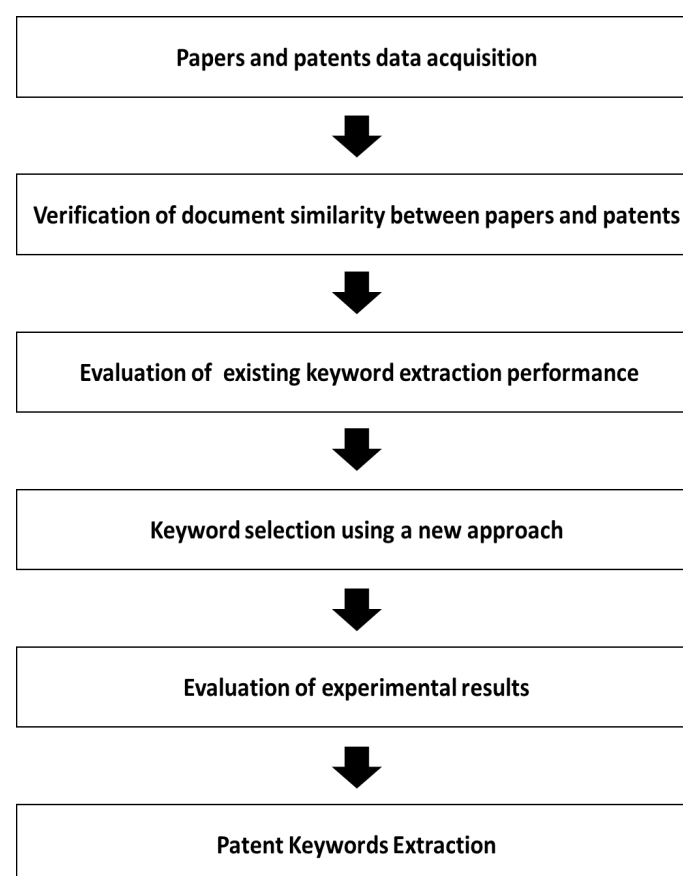 Papers and patents data acquisition
Verification of document similarity between papers and patents
Evaluation of existing keyword extraction performance
Keyword selection using a new approach
Evaluation of experimental results
Patent Keywords Extraction